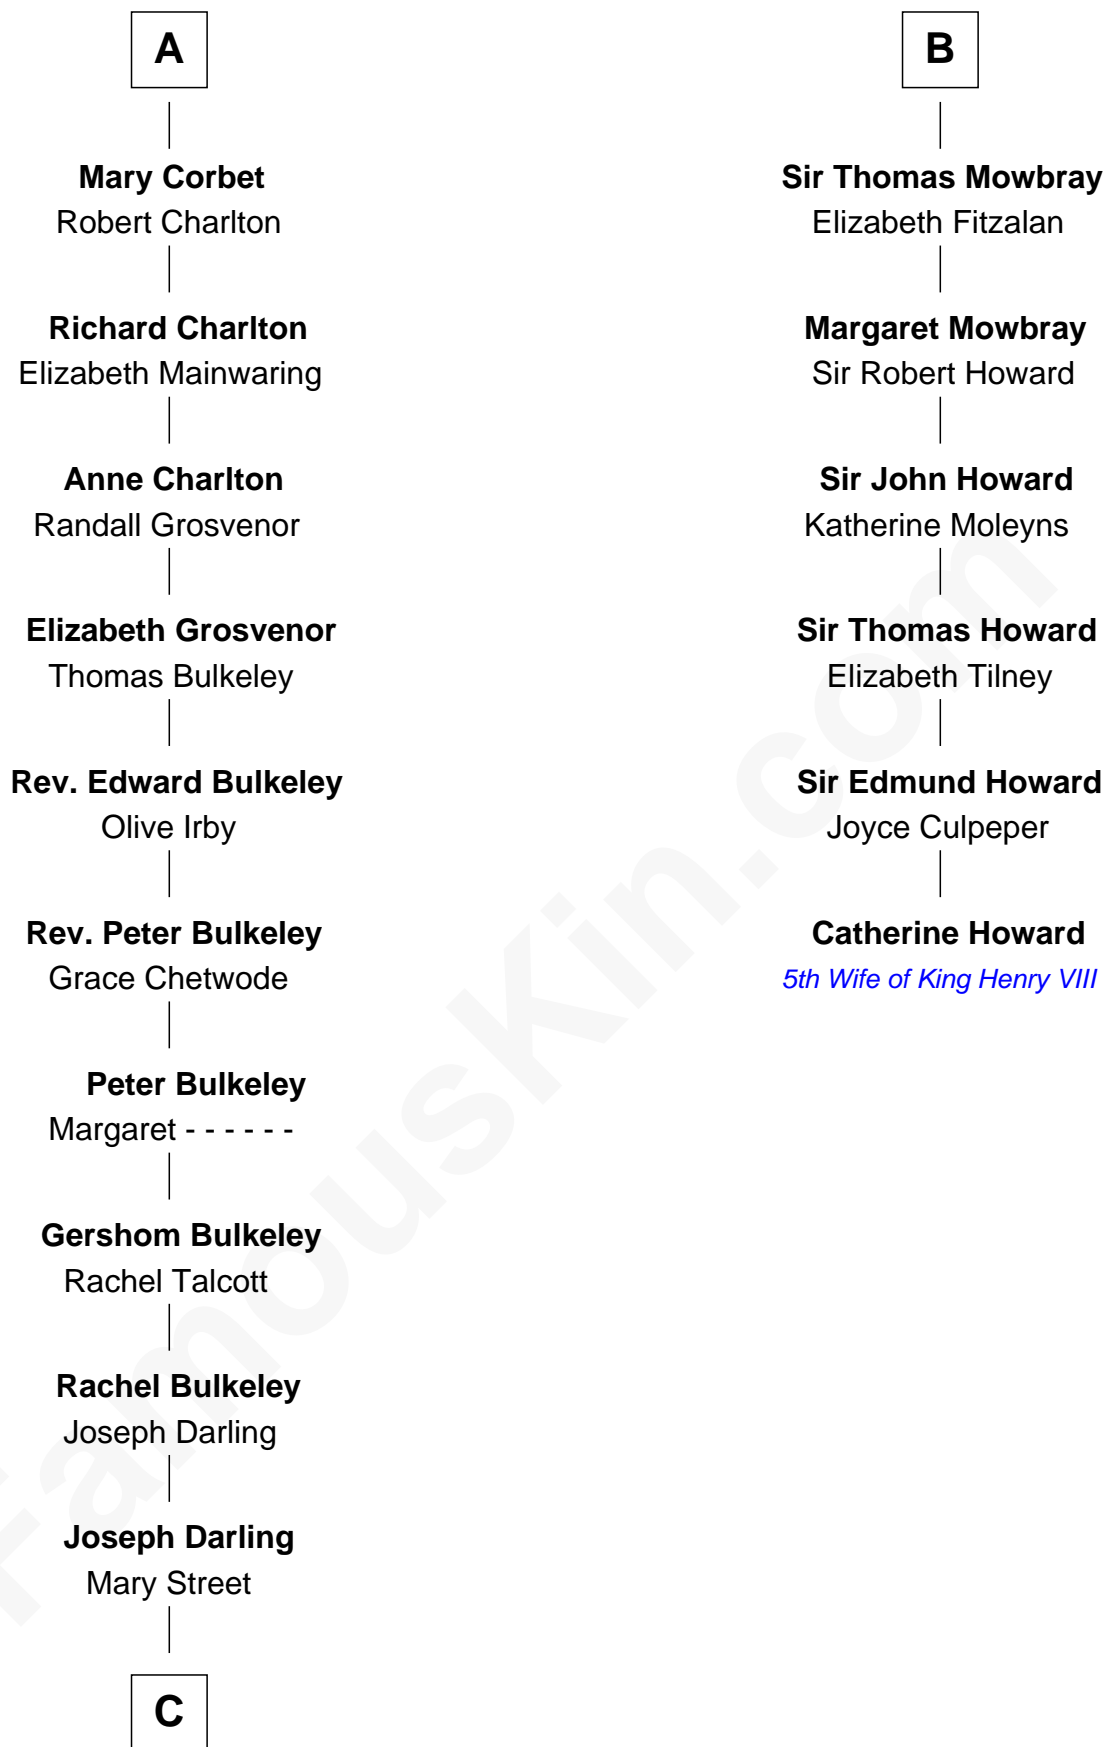 A
Mary Corbet
Robert Charlton
Richard Charlton
Elizabeth Mainwaring
Anne Charlton
Randall Grosvenor
Elizabeth Grosvenor
Thomas Bulkeley
Rev. Edward Bulkeley
Olive Irby
Rev. Peter Bulkeley
Grace Chetwode
Peter Bulkeley
Margaret - - - - - -
Gershom Bulkeley
Rachel Talcott
Rachel Bulkeley
Joseph Darling
Joseph Darling
Mary Street
C
B
Sir Thomas Mowbray
Elizabeth Fitzalan
Margaret Mowbray
Sir Robert Howard
Sir John Howard
Katherine Moleyns
Sir Thomas Howard
Elizabeth Tilney
Sir Edmund Howard
Joyce Culpeper
Catherine Howard
5th Wife of King Henry VIII
FamousKin.com